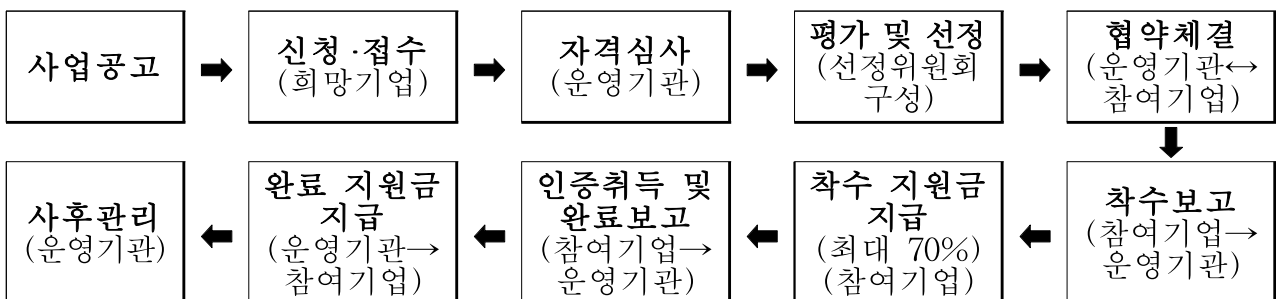 사업공고
신청·접수
(희망기업)
자격심사
(운영기관)
평가 및 선정
(선정위원회
구성)
협약체결
(운영기관↔
참여기업)
착수보고
(참여기업→
운영기관)
착수 지원금
지급
(최대 70%)
(참여기업)
인증취득 및
완료보고
(참여기업→
운영기관)
완료 지원금
지급
(운영기관→
참여기업)
사후관리
(운영기관)